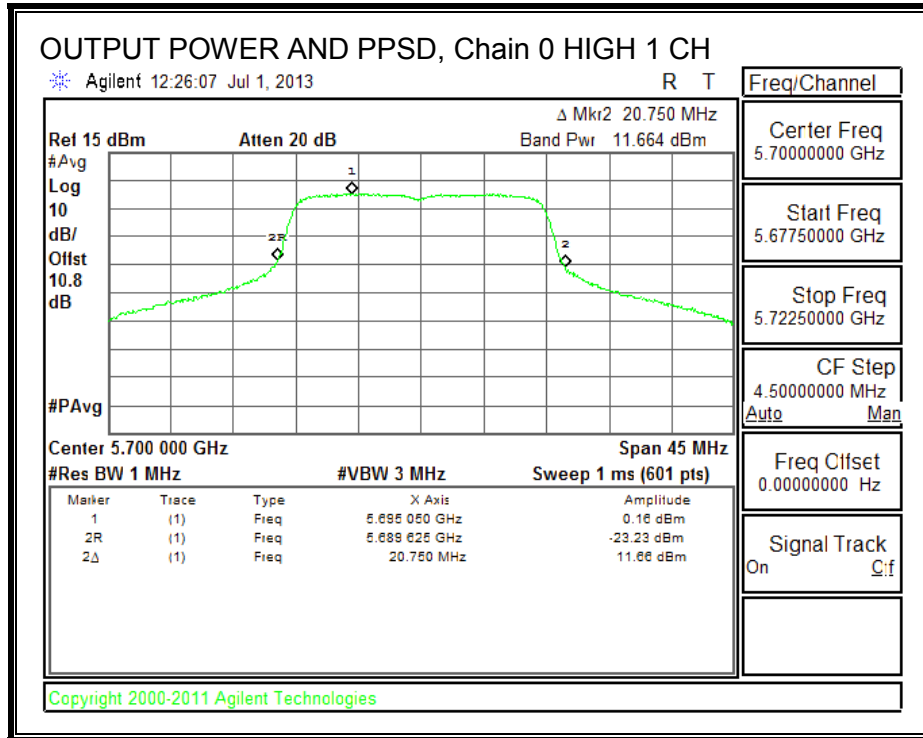 OUTPUT POWER AND PPSD, Chain 0 HIGH 1 CH
Agilent 12:26:07 Jul 1, 2013 R T
Freq/Channel
Δ Mkr2 20.750 MHz
Ref 15 dBm Atten 20 dB Band Pwr 11.664 dBm
#Avg
Log
10
dB/
Offst
10.8
dB
#PAvg
1
2R
2
Center 5.700 000 GHz Span 45 MHz
#Res BW 1 MHz #VBW 3 MHz Sweep 1 ms (601 pts)
Marker Trace Type X Axis Amplitude
1 (1) Freq 5.695 050 GHz 0.16 dBm
2R (1) Freq 5.689 625 GHz -23.23 dBm
2Δ (1) Freq 20.750 MHz 11.66 dBm
Center Freq
5.70000000 GHz
Start Freq
5.67750000 GHz
Stop Freq
5.72250000 GHz
CF Step
4.50000000 MHz
Auto Man
Freq Offset
0.00000000 Hz
Signal Track
On Off
Copyright 2000-2011 Agilent Technologies